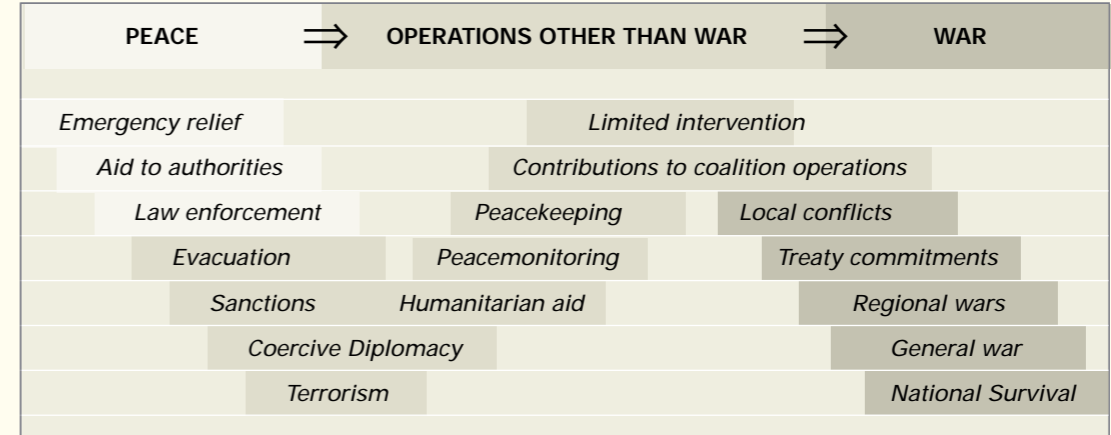 PEACE ⇒ OPERATIONS OTHER THAN WAR ⇒ WAR
Emergency relief Limited intervention
Aid to authorities Contributions to coalition operations
Law enforcement Peacekeeping Local conflicts
Evacuation Peacemonitoring Treaty commitments
Sanctions Humanitarian aid Regional wars
Coercive Diplomacy General war
Terrorism National Survival